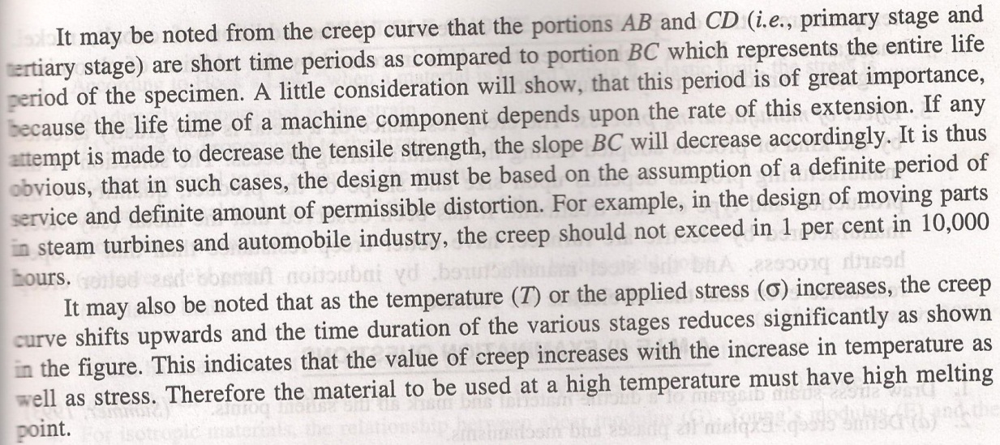 It may be noted from the creep curve that the portions AB and CD (i.e., primary stage and
tertiary stage) are short time periods as compared to portion BC which represents the entire life
period of the specimen. A little consideration will show, that this period is of great importance,
because the life time of a machine component depends upon the rate of this extension. If any
attempt is made to decrease the tensile strength, the slope BC will decrease accordingly. It is thus
obvious, that in such cases, the design must be based on the assumption of a definite period of
service and definite amount of permissible distortion. For example, in the design of moving parts
in steam turbines and automobile industry, the creep should not exceed in 1 per cent in 10,000
hours.
It may also be noted that as the temperature (T) or the applied stress (σ) increases, the creep
curve shifts upwards and the time duration of the various stages reduces significantly as shown
in the figure. This indicates that the value of creep increases with the increase in temperature as
well as stress. Therefore the material to be used at a high temperature must have high melting
point.